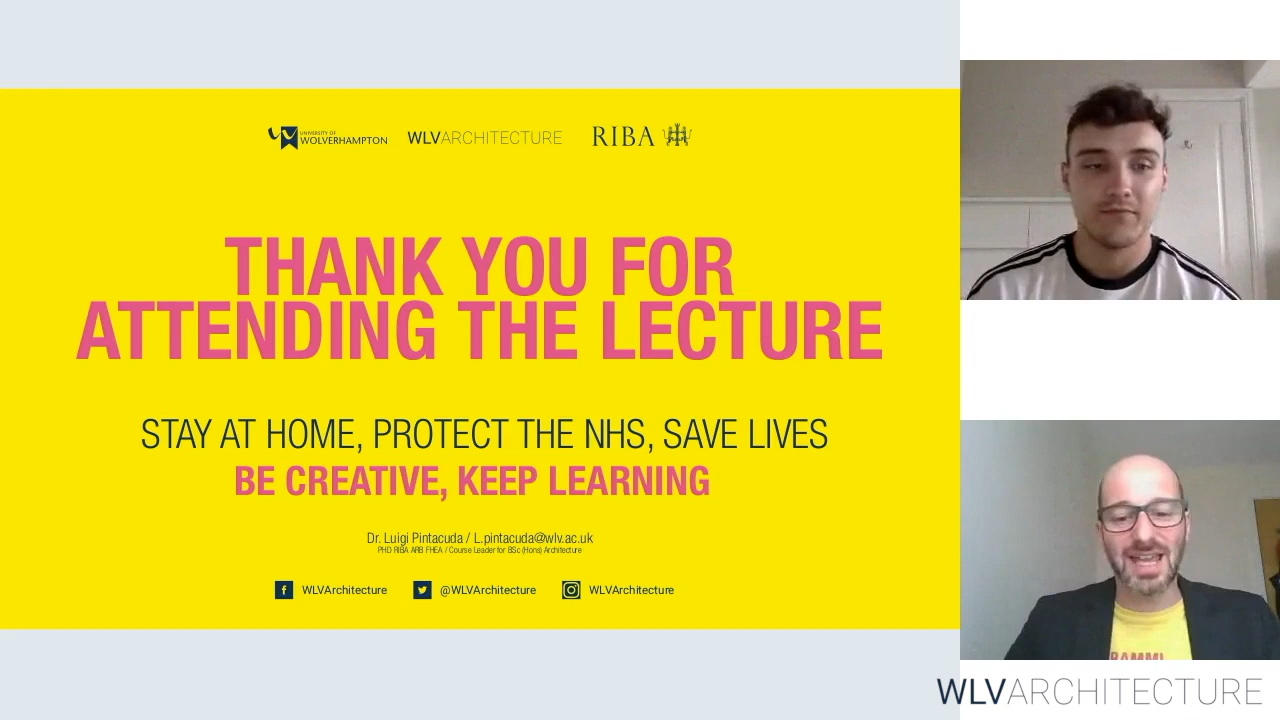 UNIVERSITY OF
WOLVERHAMPTON
WLVARCHITECTURE
RIBA
THANK YOU FOR
ATTENDING THE LECTURE
STAY AT HOME, PROTECT THE NHS, SAVE LIVES
BE CREATIVE, KEEP LEARNING
Dr. Luigi Pintacuda / L.pintacuda@wlv.ac.uk
PHD RIBA ARB FHEA / Course Leader for BSc (Hons) Architecture
WLVArchitecture
@WLVArchitecture
WLVArchitecture
WLVARCHITECTURE